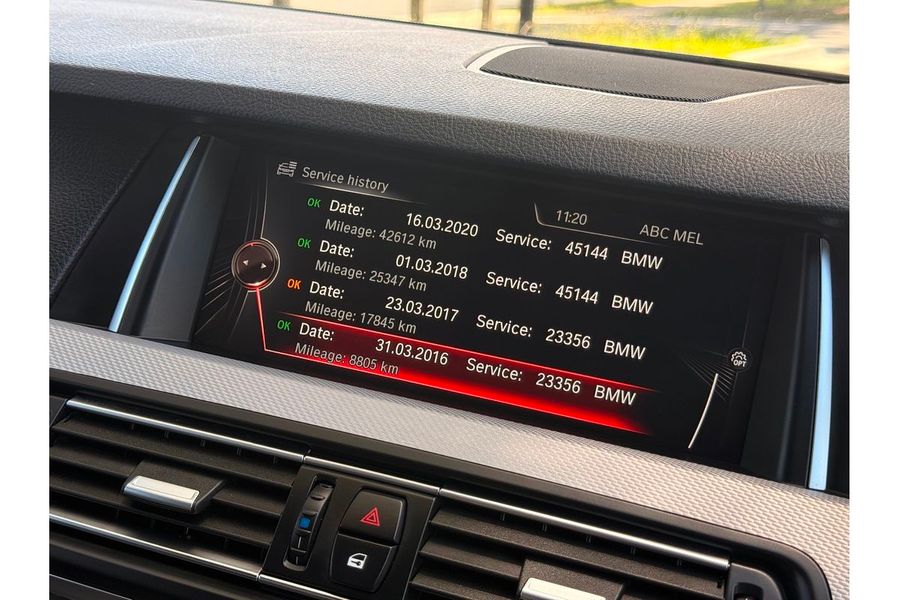 Service history
11:20 ABC MEL
OK Date: 16.03.2020 Service: 45144 BMW
Mileage: 42612 km
OK Date: 01.03.2018 Service: 45144 BMW
Mileage: 25347 km
OK Date: 23.03.2017 Service: 23356 BMW
Mileage: 17845 km
OK Date: 31.03.2016 Service: 23356 BMW
Mileage: 8805 km
OPT